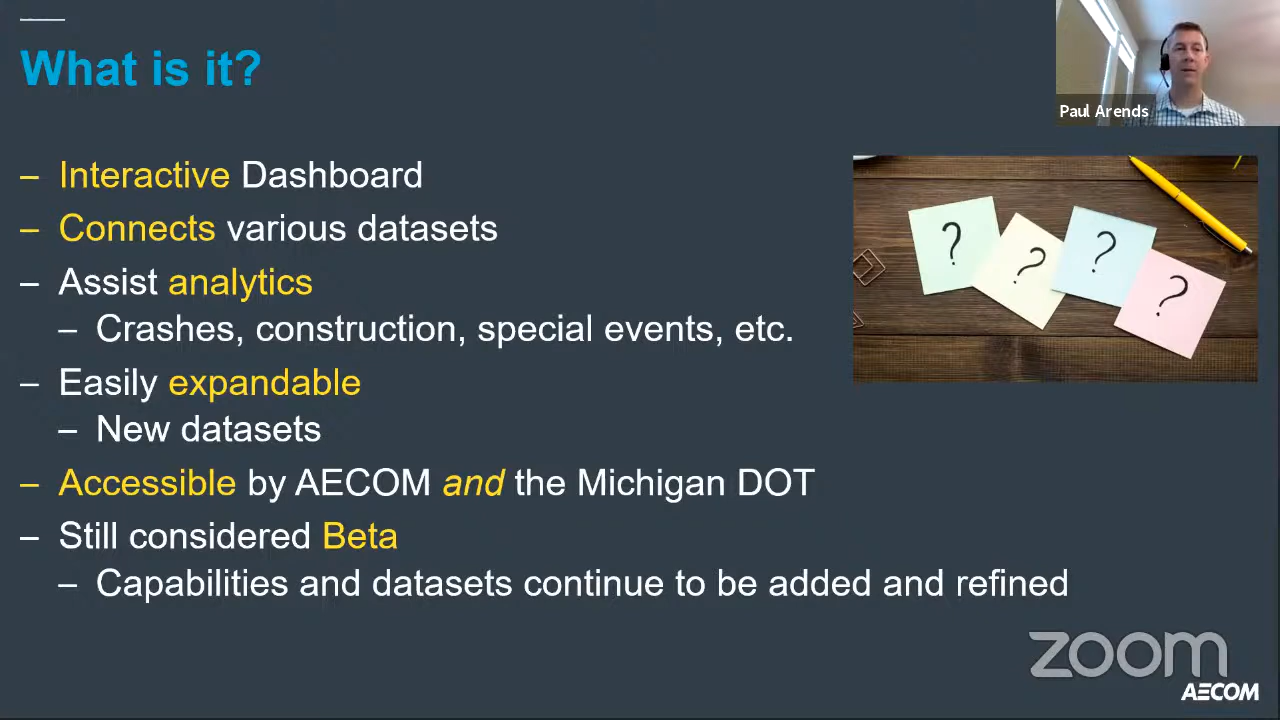 What is it?
Paul Arends
– Interactive Dashboard
– Connects various datasets
– Assist analytics
– Crashes, construction, special events, etc.
– Easily expandable
– New datasets
– Accessible by AECOM and the Michigan DOT
– Still considered Beta
– Capabilities and datasets continue to be added and refined
? ? ? ?
zoom
AECOM